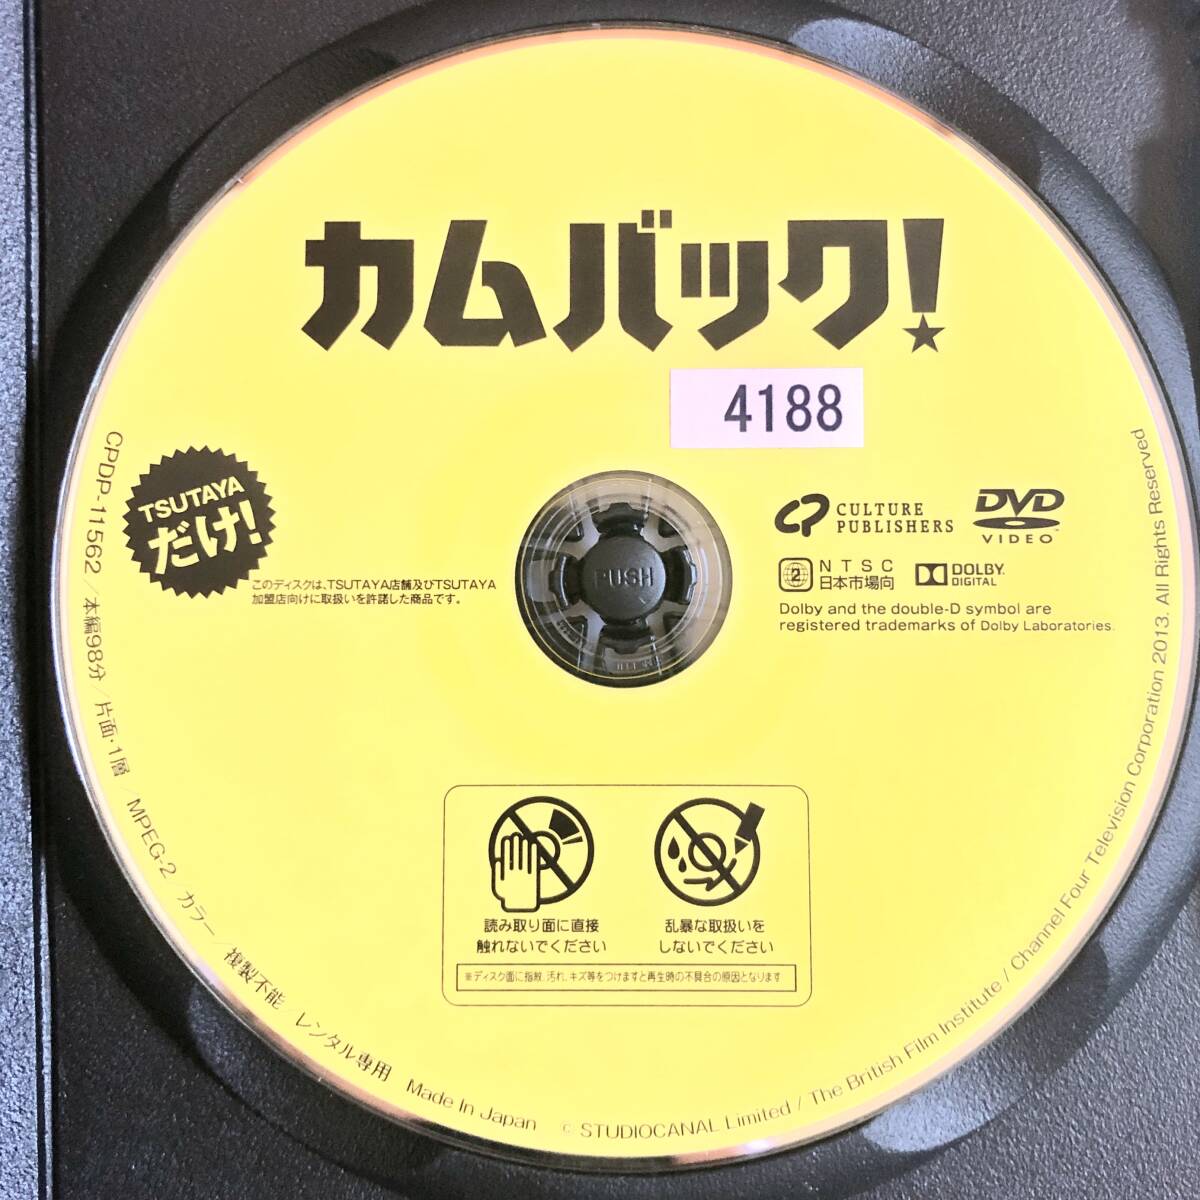 カムバック!
4188
TSUTAYA
だけ!
このディスクは、TSUTAYA店舗及びTSUTAYA
加盟店向けに取扱いを許諾した商品です。
PUSH
CULTURE
PUBLISHERS
DVD
VIDEO
2
NTSC
日本市場向
DOLBY
DIGITAL
Dolby and the double-D symbol are
registered trademarks of Dolby Laboratories.
読み取り面に直接
触れないでください
乱暴な取扱いを
しないでください
※ディスク面に指紋、汚れ、キズ等をつけますと再生時の不具合の原因となります
CPDP-11562/本編98分/片面・1層/MPEG-2/カラー/複製不能/レンタル専用 Made In Japan © STUDIOCANAL Limited / The British Film Institute / Channel Four Television Corporation 2013. All Rights Reserved